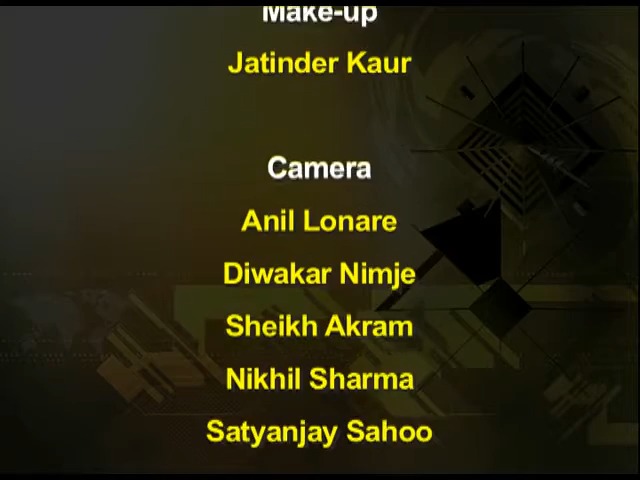 Make-up
Jatinder Kaur
Camera
Anil Lonare
Diwakar Nimje
Sheikh Akram
Nikhil Sharma
Satyanjay Sahoo